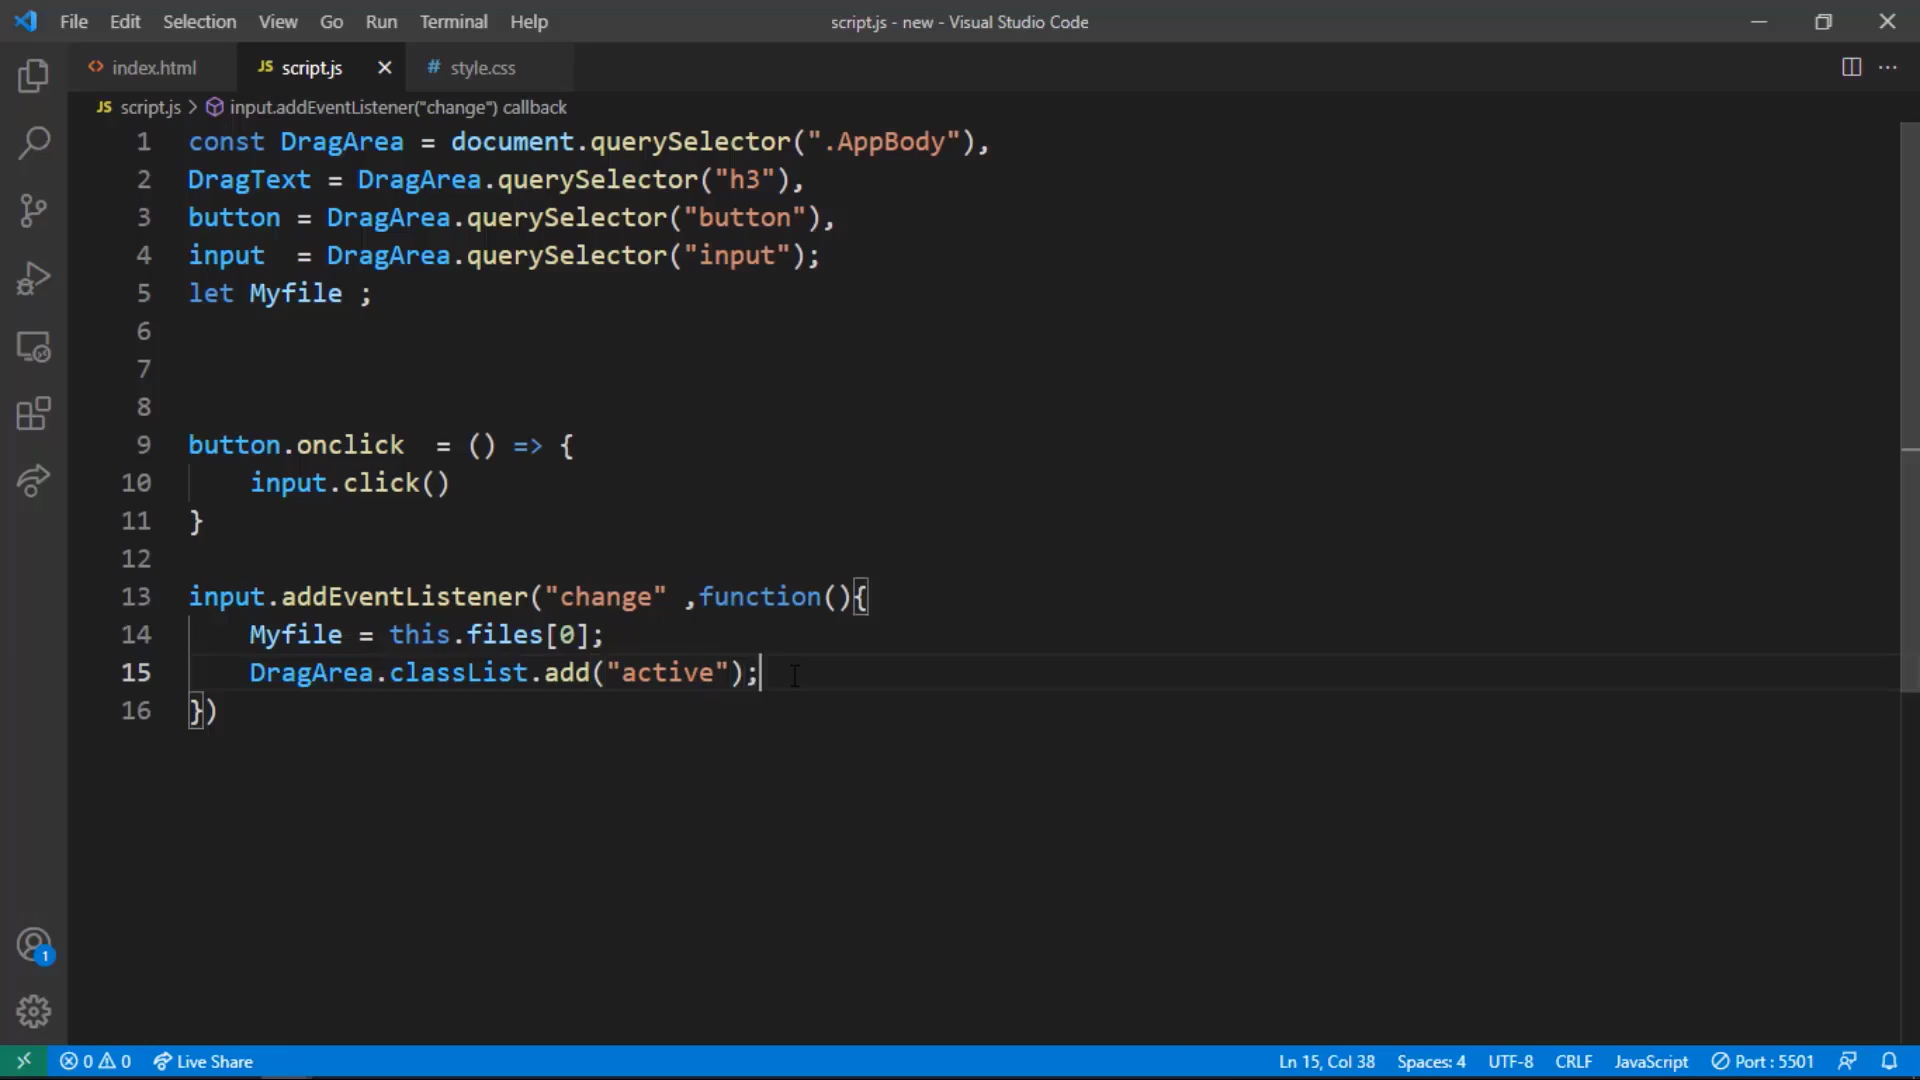 File Edit Selection View Go Run Terminal Help script.js - new - Visual Studio Code
<> index.html JS script.js # style.css
JS script.js > input.addEventListener("change") callback
1 const DragArea = document.querySelector(".AppBody"),
2 DragText = DragArea.querySelector("h3"),
3 button = DragArea.querySelector("button"),
4 input  = DragArea.querySelector("input");
5 let Myfile ;
6
7
8
9 button.onclick  = () => {
10     input.click()
11 }
12
13 input.addEventListener("change" ,function(){
14     Myfile = this.files[0];
15     DragArea.classList.add("active");
16 })
1
0 0 Live Share Ln 15, Col 38 Spaces: 4 UTF-8 CRLF JavaScript Port : 5501